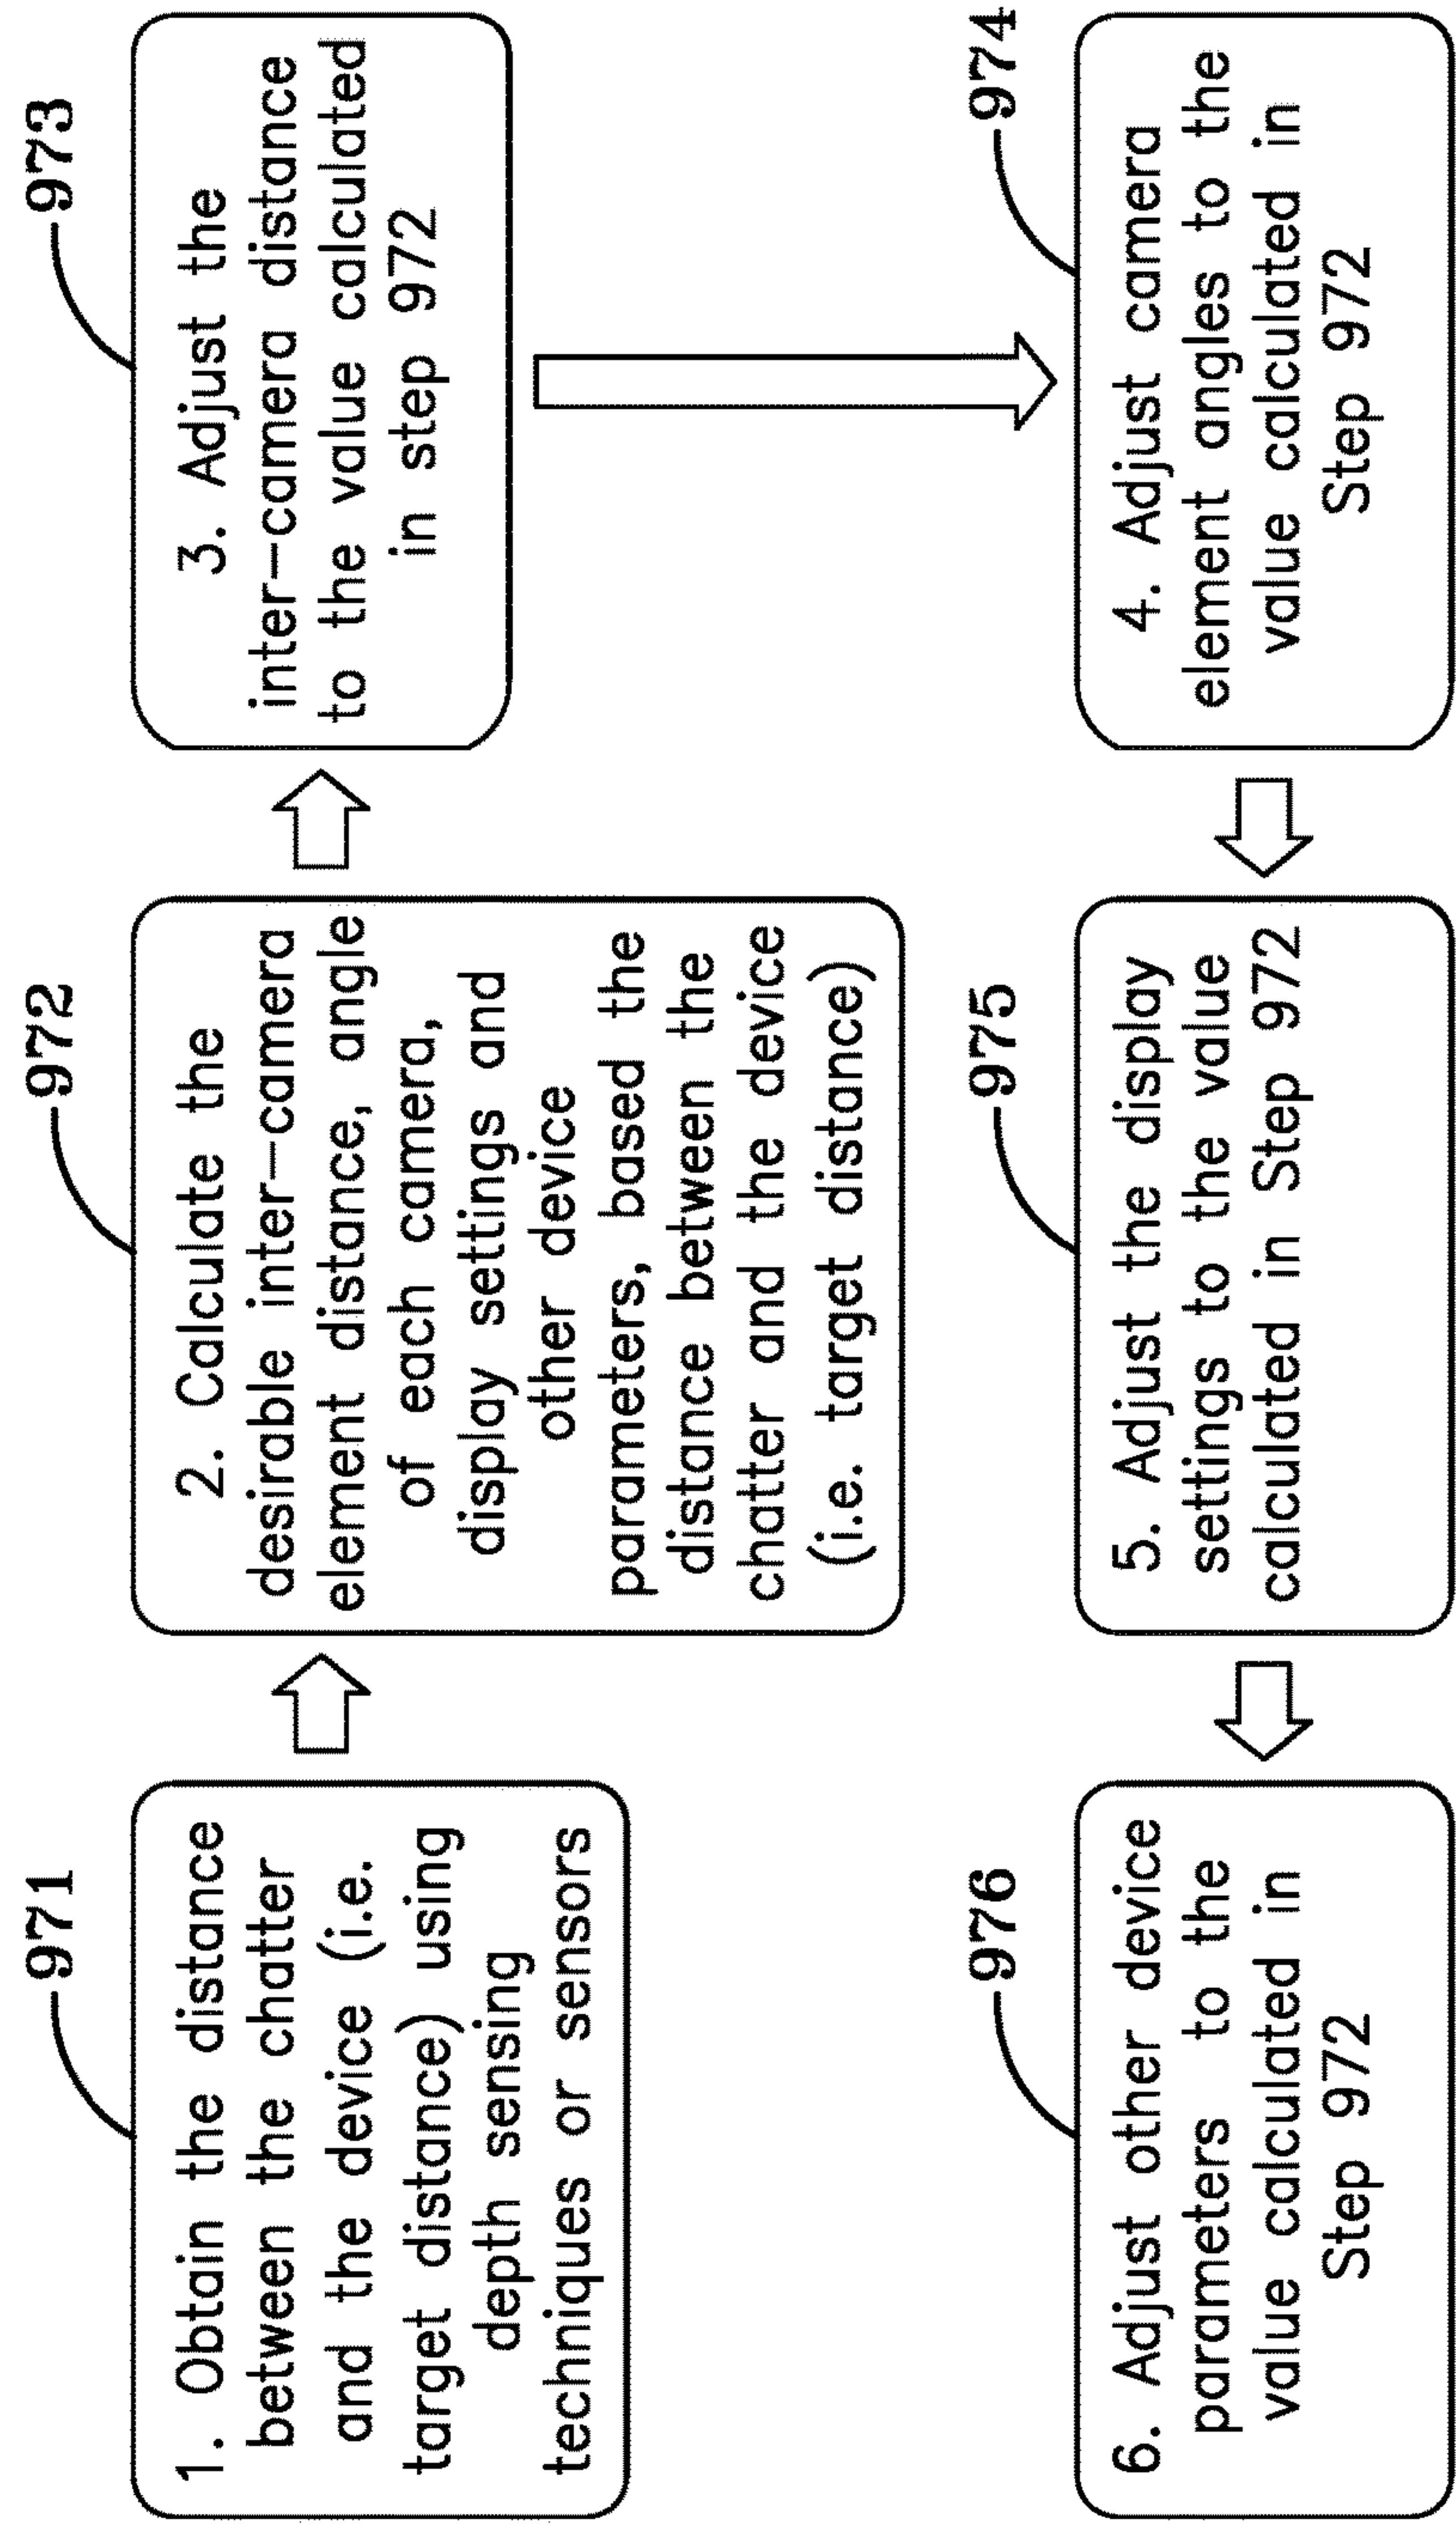 971
1. Obtain the distance
between the chatter
and the device (i.e.
target distance) using
depth sensing
techniques or sensors
972
2. Calculate the
desirable inter-camera
element distance, angle
of each camera,
display settings and
other device
parameters, based the
distance between the
chatter and the device
(i.e. target distance)
973
3. Adjust the
inter-camera distance
to the value calculated
in step 972
974
4. Adjust camera
element angles to the
value calculated in
Step 972
975
5. Adjust the display
settings to the value
calculated in Step 972
976
6. Adjust other device
parameters to the
value calculated in
Step 972